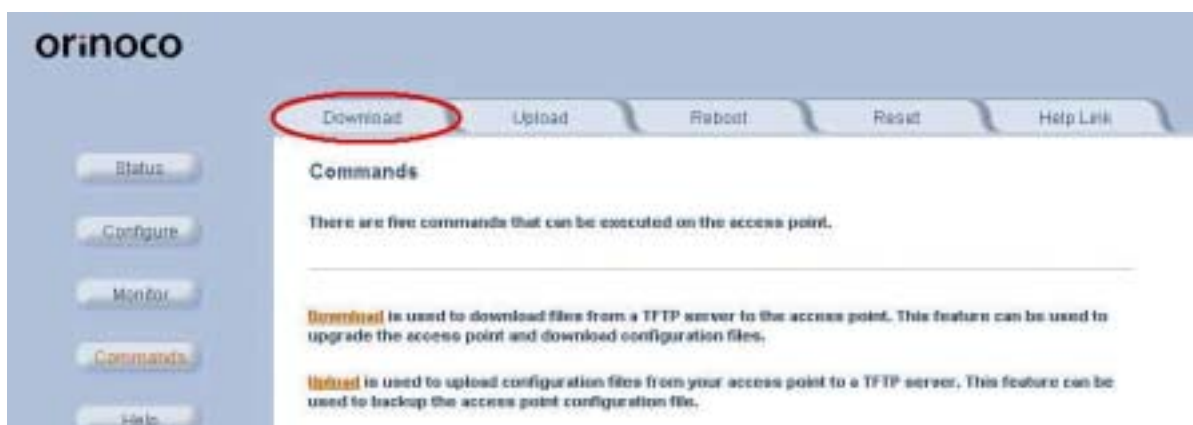 orinoco
Download
Upload
Reboot
Reset
Help Link
Status
Configure
Monitor
Commands
Help
Commands
There are five commands that can be executed on the access point.
Download is used to download files from a TFTP server to the access point. This feature can be used to
upgrade the access point and download configuration files.
Upload is used to upload configuration files from your access point to a TFTP server. This feature can be
used to backup the access point configuration file.